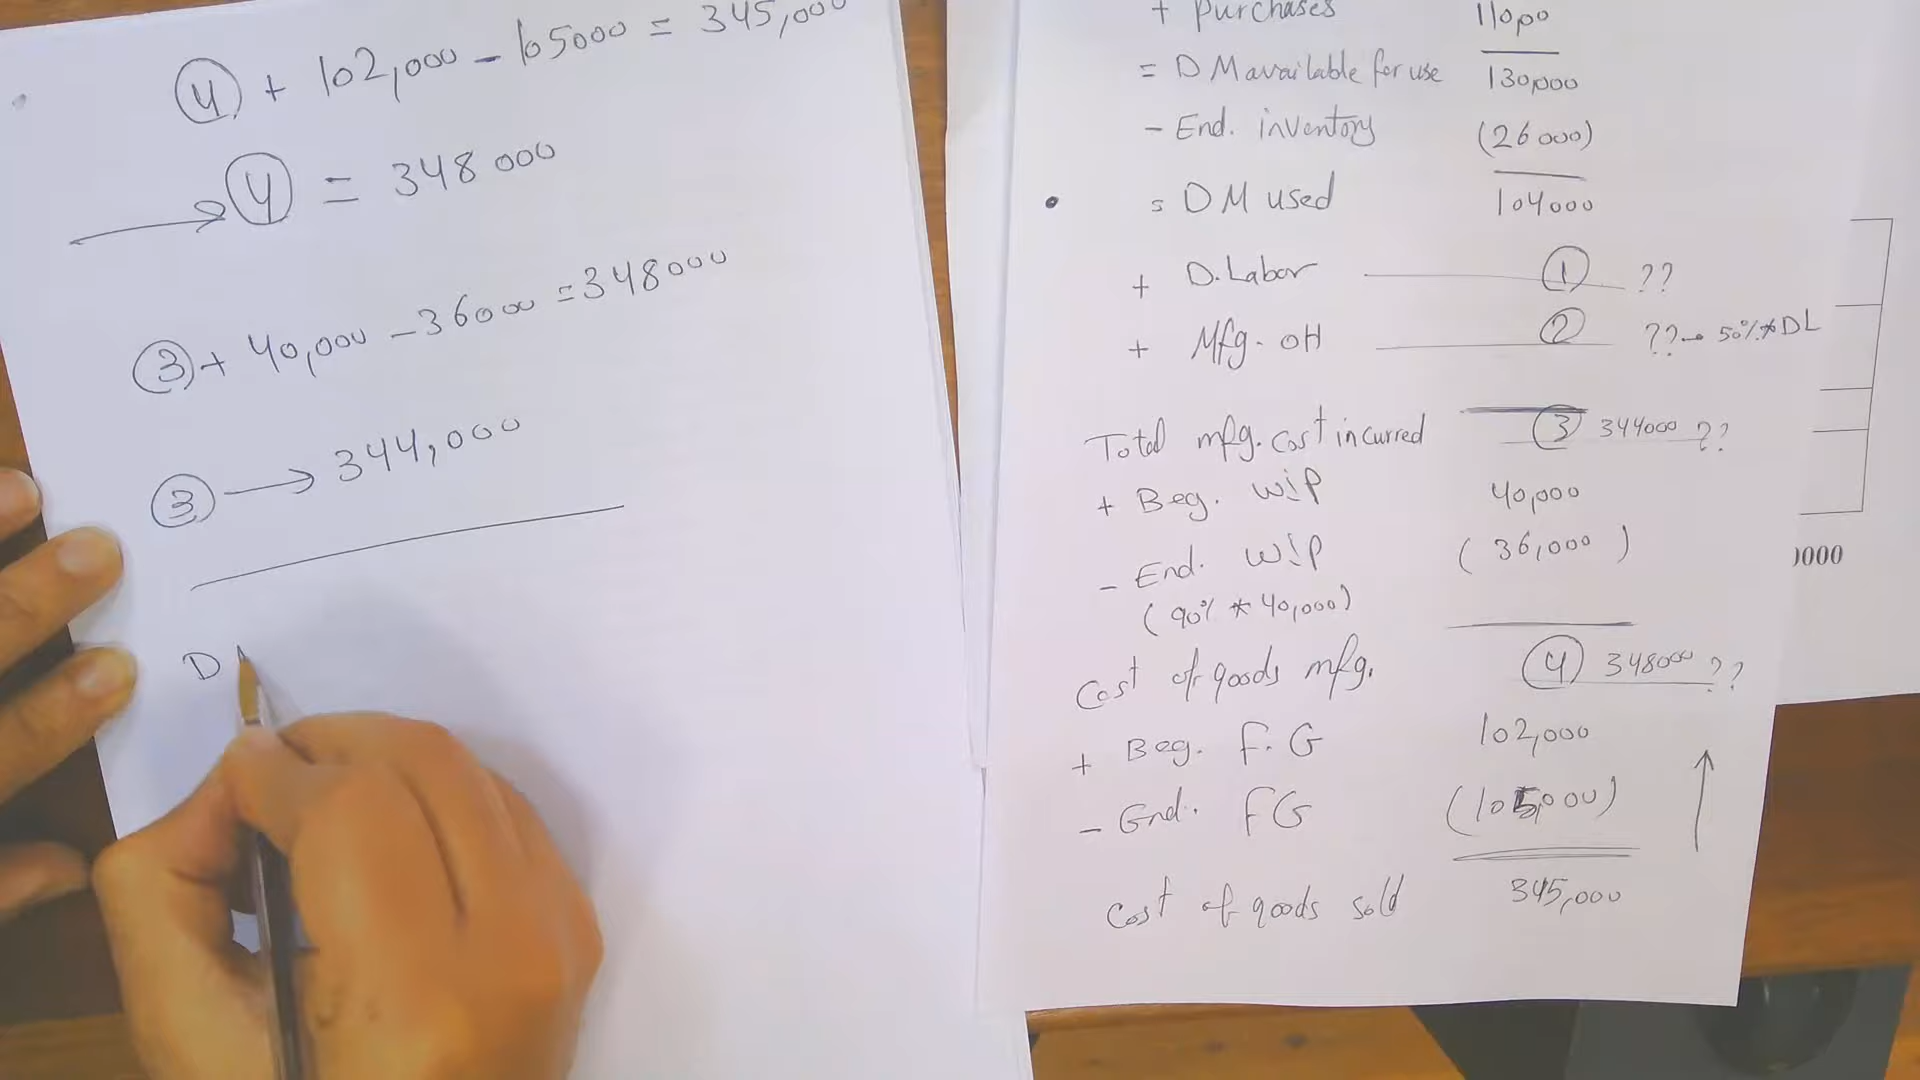 ④ + 102,000 - 105000 = 345,000
④ = 348 000
③ + 40,000 - 36000 = 348000
③ → 344,000
D
+ Purchases 110,00
= DM available for use 130,000
- End. inventory (26 000)
= DM used 104000
+ D. Labor ① ??
+ Mfg. OH ② ?? → 50% * DL
Total mfg. cost incurred ③ 344000 ??
+ Beg. WIP 40,000
- End. WIP (36,000)
(90% * 40,000)
Cost of goods mfg. ④ 348000 ??
+ Beg. F.G 102,000
- End. FG (105,000)
Cost of goods sold 345,000
0000